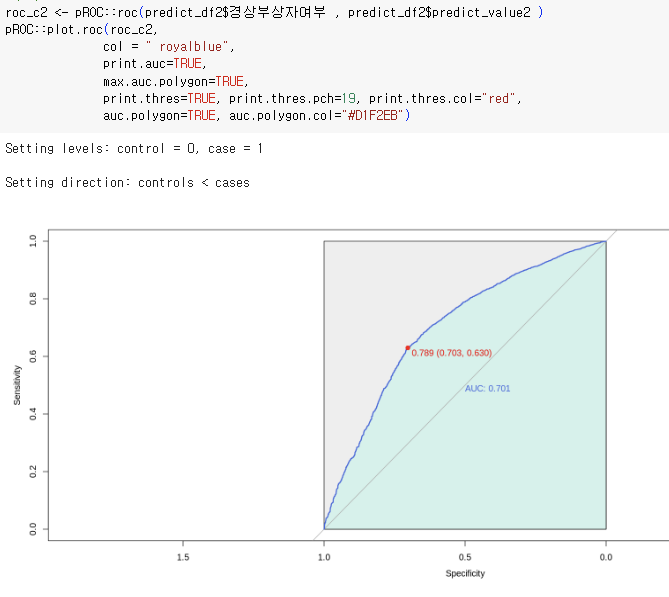 roc_c2 <- pROC::roc(predict_df2$경상부상자여부 , predict_df2$predict_value2 )
pROC::plot.roc(roc_c2,
col = " royalblue",
print.auc=TRUE,
max.auc.polygon=TRUE,
print.thres=TRUE, print.thres.pch=19, print.thres.col="red",
auc.polygon=TRUE, auc.polygon.col="#D1F2EB")
Setting levels: control = 0, case = 1
Setting direction: controls < cases
1.0
0.8
0.6
0.4
0.2
0.0
Sensitivity
0.789 (0.703, 0.630)
AUC: 0.701
1.5
1.0
0.5
0.0
Specificity